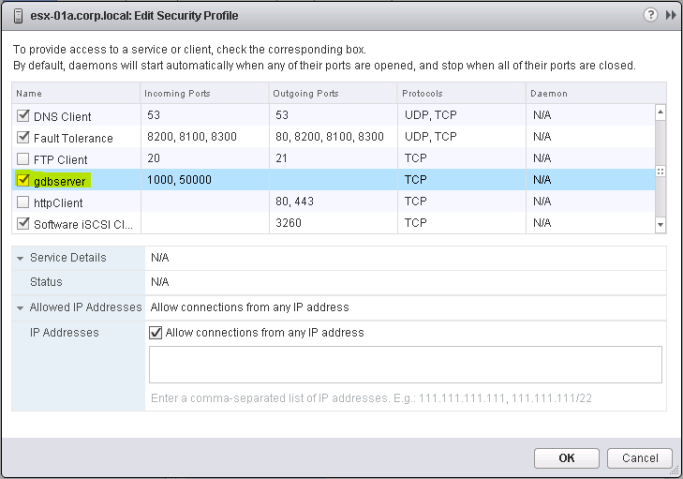 esx-01a.corp.local: Edit Security Profile
To provide access to a service or client, check the corresponding box.
By default, daemons will start automatically when any of their ports are opened, and stop when all of their ports are closed.
Name Incoming Ports Outgoing Ports Protocols Daemon
DNS Client 53 53 UDP, TCP N/A
Fault Tolerance 8200, 8100, 8300 80, 8200, 8100, 8300 UDP, TCP N/A
FTP Client 20 21 TCP N/A
gdbserver 1000, 50000 TCP N/A
httpClient 80, 443 TCP N/A
Software iSCSI Cl... 3260 TCP N/A
Service Details N/A
Status N/A
Allowed IP Addresses Allow connections from any IP address
IP Addresses Allow connections from any IP address
Enter a comma-separated list of IP addresses. E.g.: 111.111.111.111, 111.111.111/22
OK Cancel